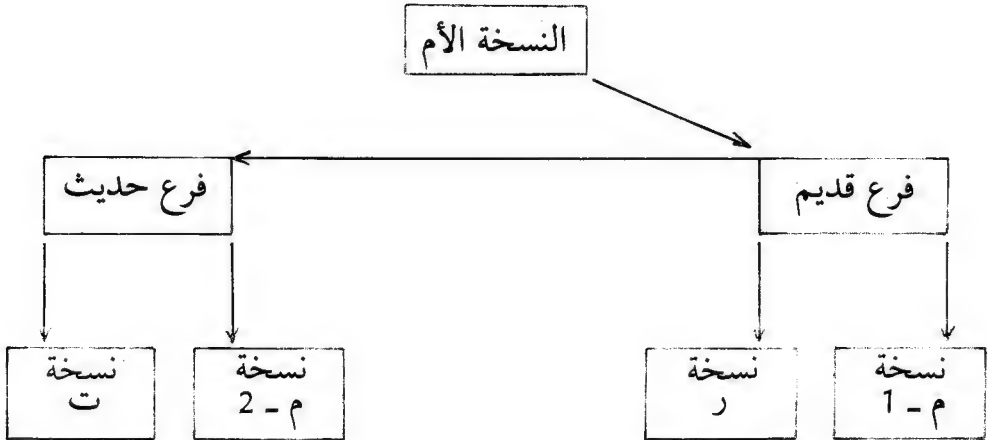 النسخة الأم
فرع قديم
فرع حديث
نسخة
م - 1
نسخة
ر
نسخة
م - 2
نسخة
ت